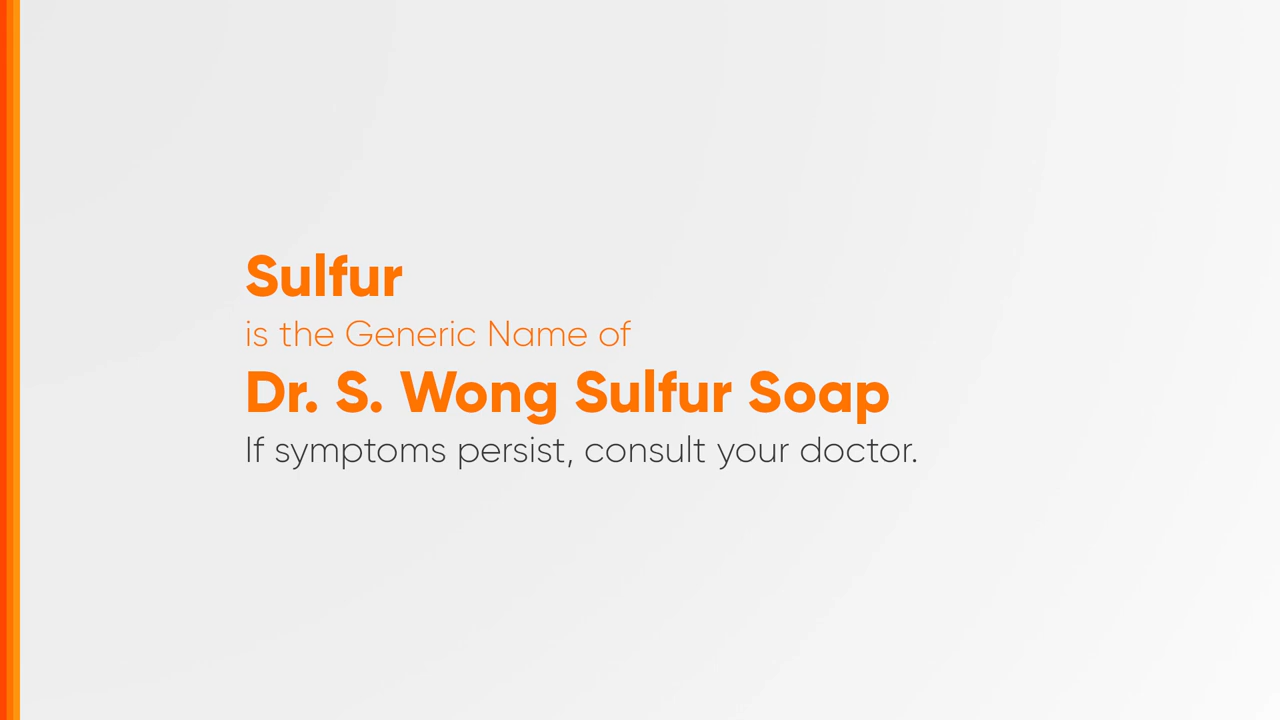 Sulfur
is the Generic Name of
Dr. S. Wong Sulfur Soap
If symptoms persist, consult your doctor.